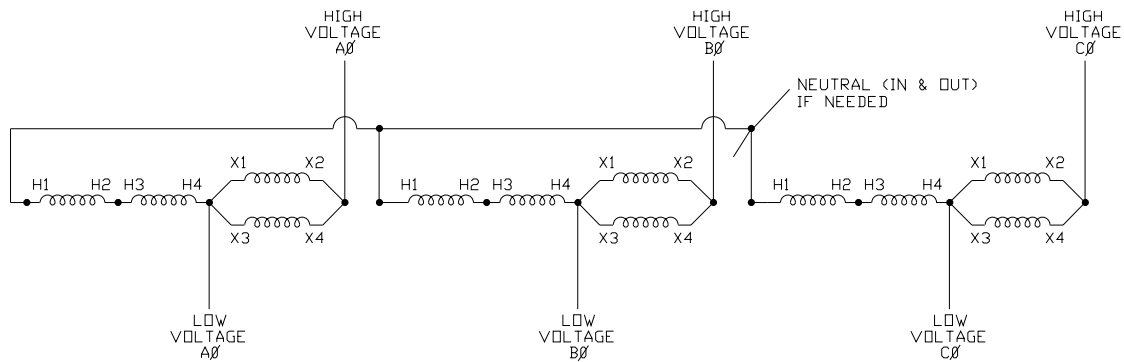 HIGH
VOLTAGE
AØ
HIGH
VOLTAGE
BØ
HIGH
VOLTAGE
CØ
NEUTRAL (IN & OUT)
IF NEEDED
X1 X2
H1 H2 H3 H4
X3 X4
X1 X2
H1 H2 H3 H4
X3 X4
X1 X2
H1 H2 H3 H4
X3 X4
LOW
VOLTAGE
AØ
LOW
VOLTAGE
BØ
LOW
VOLTAGE
CØ